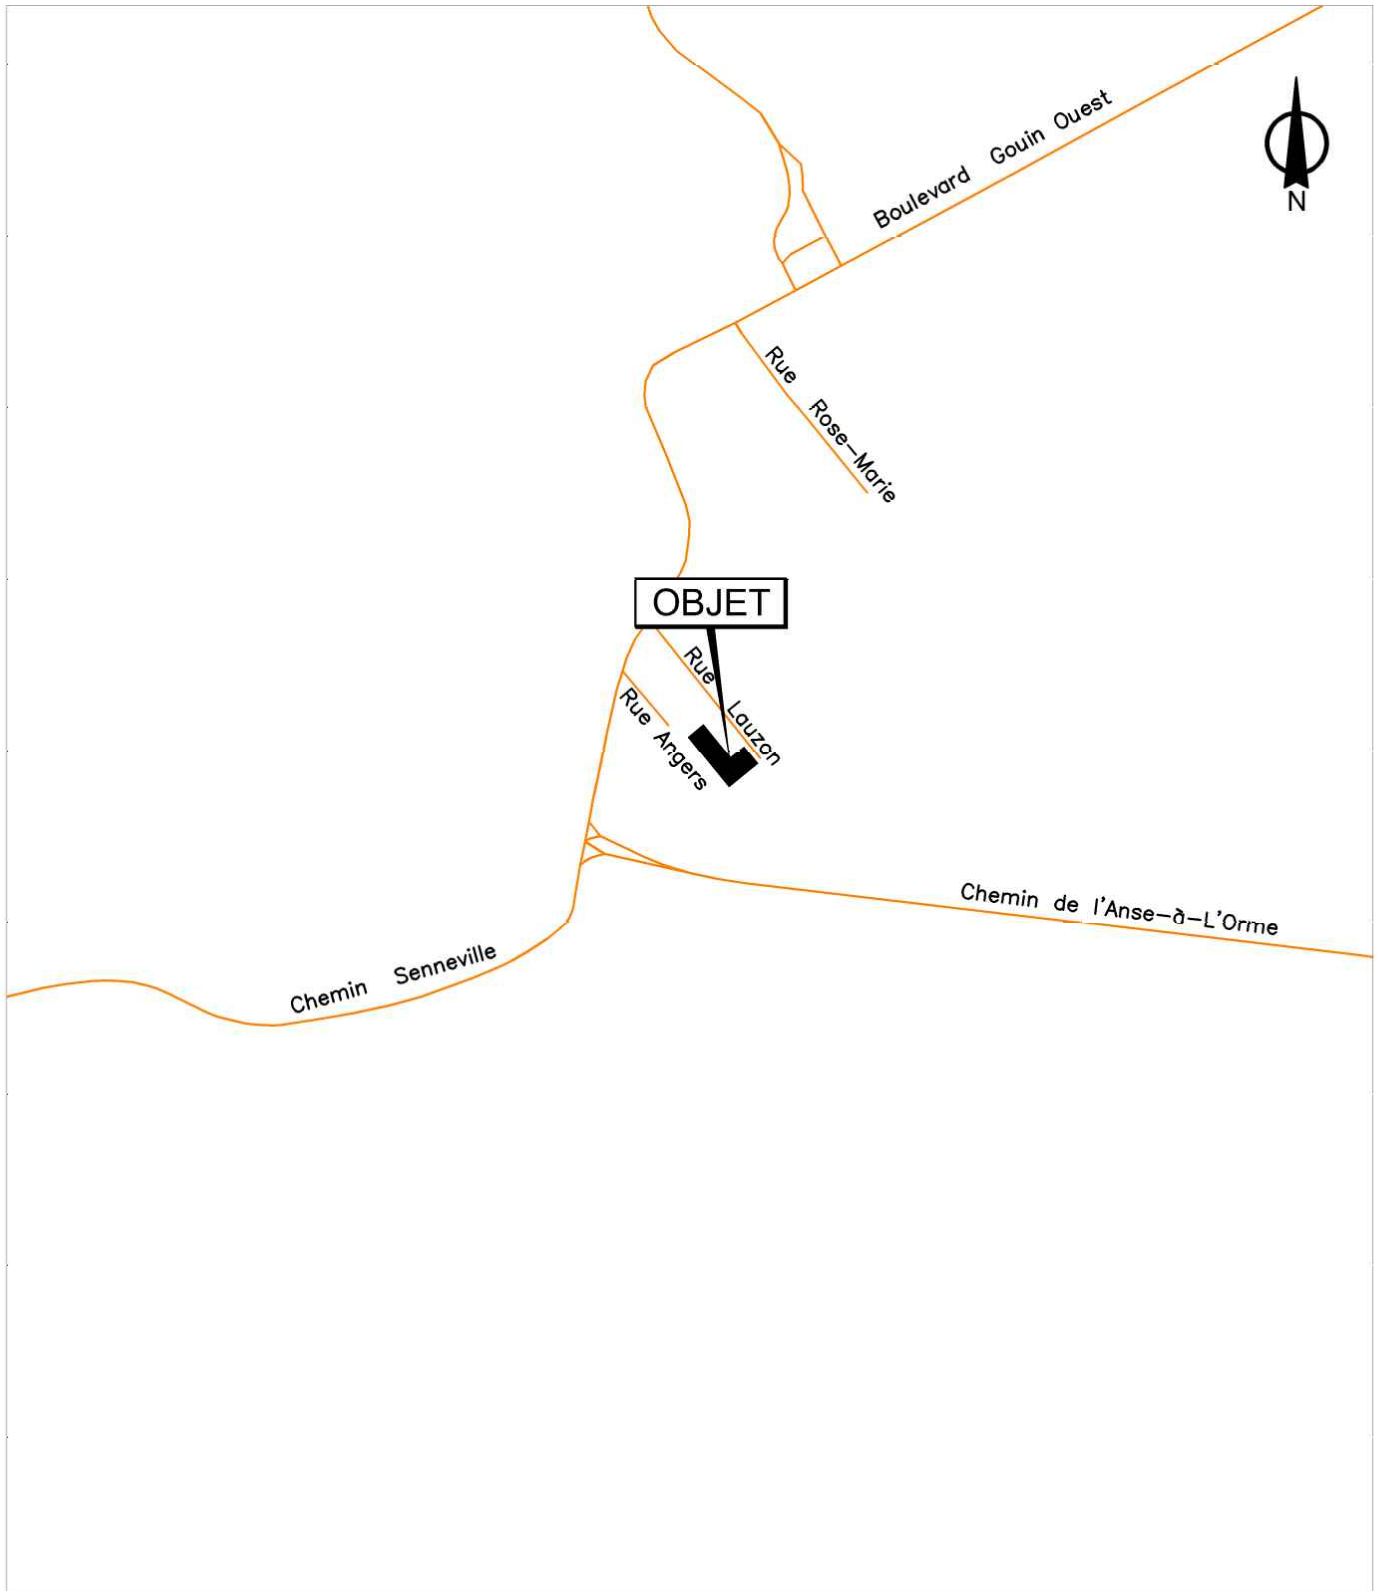 Boulevard Gouin Ouest
N
Rue Rose-Marie
OBJET
Rue Lauzon
Rue Angers
Chemin de l'Anse-à-L'Orme
Chemin Senneville